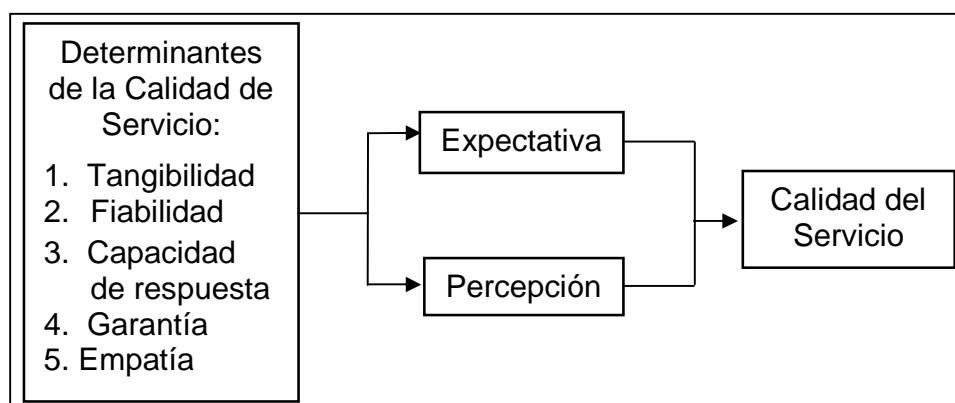 Determinantes
de la Calidad de
Servicio:
1. Tangibilidad
2. Fiabilidad
3. Capacidad
de respuesta
4. Garantía
5. Empatía
Expectativa
Percepción
Calidad del
Servicio